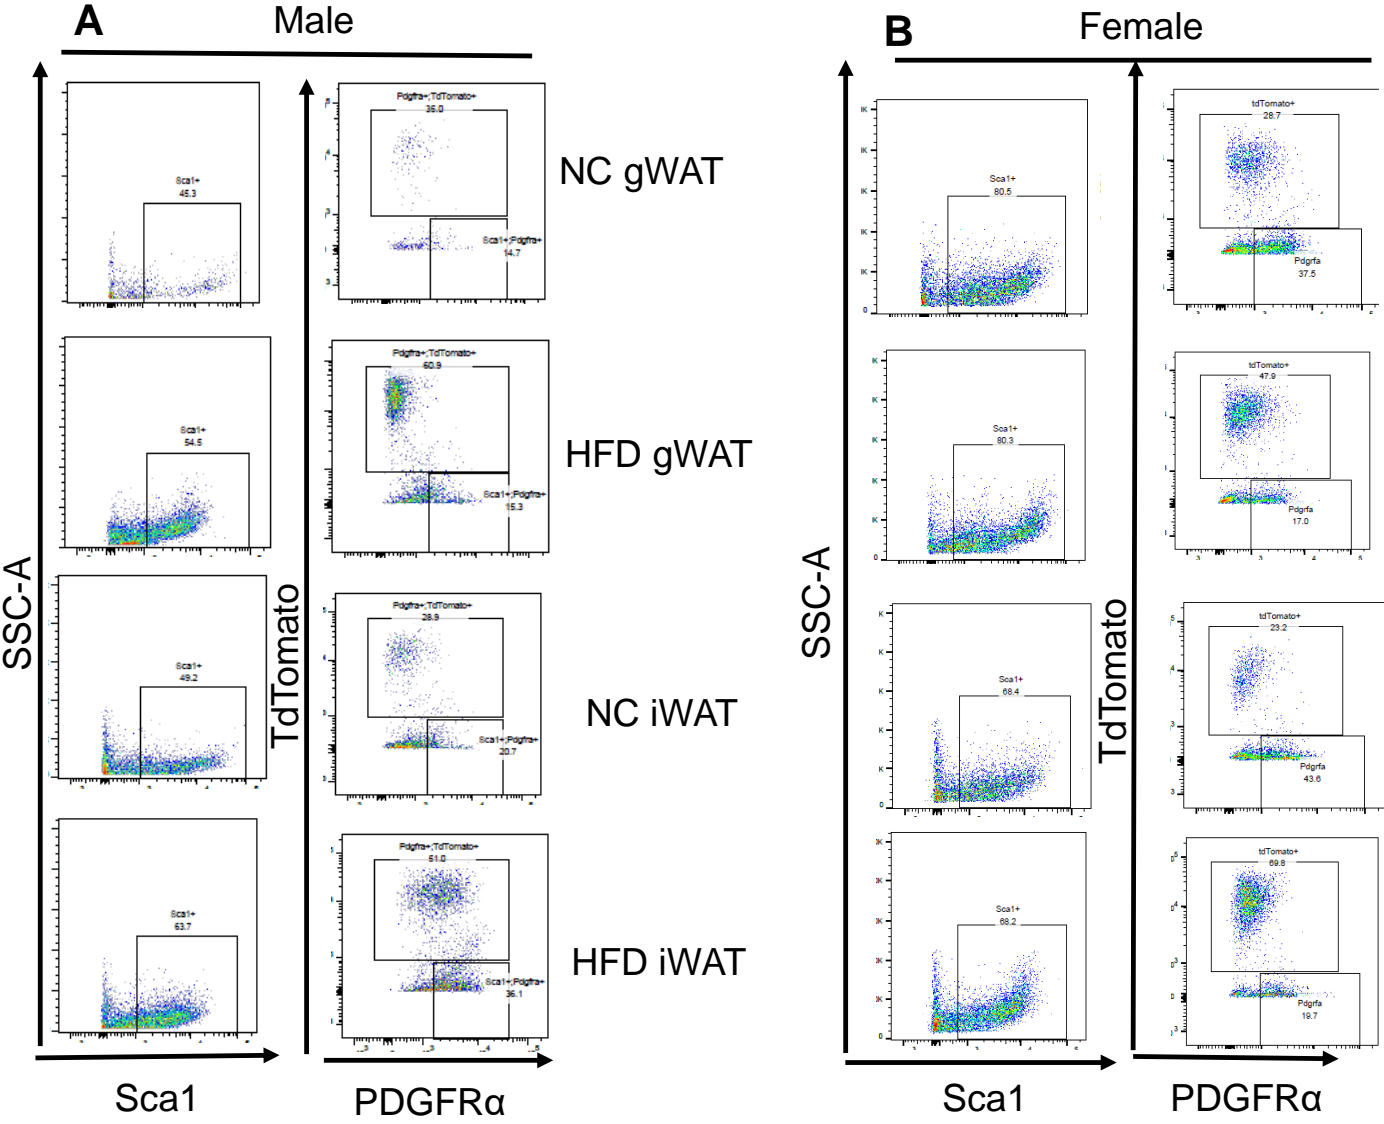 A
Male
B
Female
Sca1+
45.3
Pdgfra+;TdTomato+
35.0
Sca1+;Pdgfra+
14.7
NC gWAT
Sca1+
80.5
tdTomato+
28.7
Pdgrfa
37.5
Sca1+
54.5
Pdgfra+;TdTomato+
60.9
Sca1+;Pdgfra+
15.3
HFD gWAT
Sca1+
80.3
tdTomato+
47.9
Pdgrfa
17.0
Sca1+
49.2
Pdgfra+;TdTomato+
28.9
Sca1+;Pdgfra+
20.7
NC iWAT
Sca1+
68.4
tdTomato+
23.2
Pdgrfa
43.6
Sca1+
63.7
Pdgfra+;TdTomato+
51.0
Sca1+;Pdgfra+
36.1
HFD iWAT
Sca1+
68.2
tdTomato+
69.8
Pdgrfa
19.7
SSC-A
TdTomato
SSC-A
TdTomato
Sca1
PDGFRα
Sca1
PDGFRα